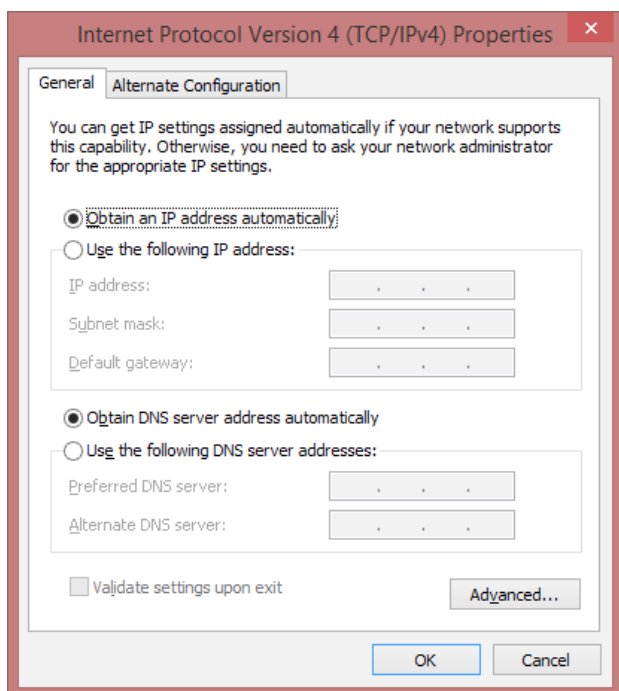 Internet Protocol Version 4 (TCP/IPv4) Properties
General
Alternate Configuration
You can get IP settings assigned automatically if your network supports
this capability. Otherwise, you need to ask your network administrator
for the appropriate IP settings.
Obtain an IP address automatically
Use the following IP address:
IP address:
Subnet mask:
Default gateway:
Obtain DNS server address automatically
Use the following DNS server addresses:
Preferred DNS server:
Alternate DNS server:
Validate settings upon exit
Advanced...
OK
Cancel